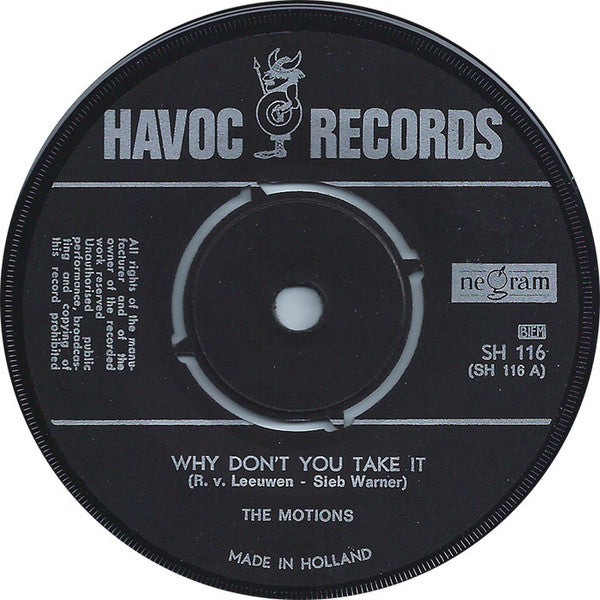 HAVOC RECORDS
All rights of the manu-
facturer and of the
owner of the recorded
work reserved
Unauthorised public
performance, broadcas-
ting and copying of
this record prohibited
negram
BIEM
SH 116
(SH 116 A)
WHY DON'T YOU TAKE IT
(R. v. Leeuwen - Sieb Warner)
THE MOTIONS
MADE IN HOLLAND